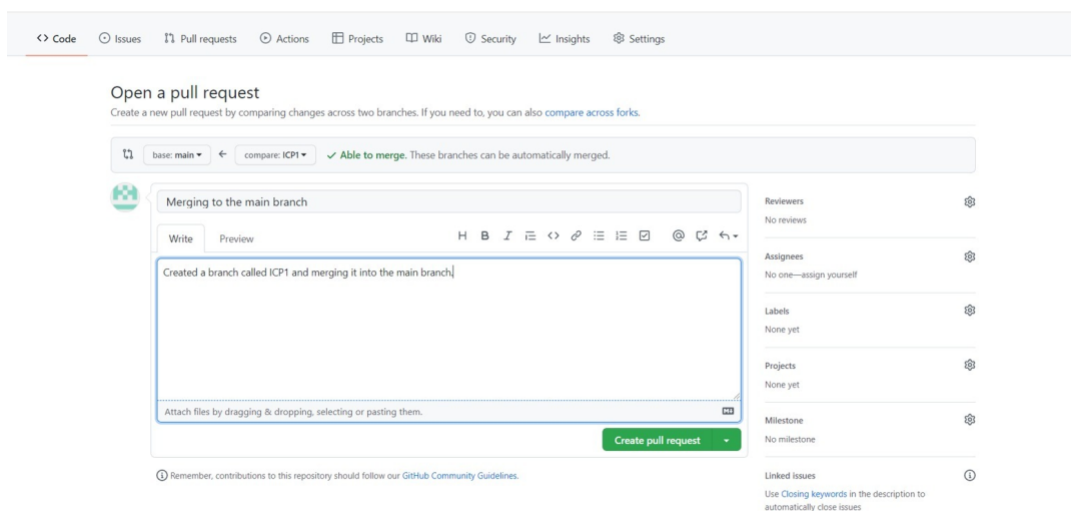 Code Issues Pull requests Actions Projects Wiki Security Insights Settings
Open a pull request
Create a new pull request by comparing changes across two branches. If you need to, you can also compare across forks.
base: main compare: ICP1 Able to merge. These branches can be automatically merged.
Merging to the main branch
Write Preview H B I
Created a branch called ICP1 and merging it into the main branch.
Attach files by dragging & dropping, selecting or pasting them.
Create pull request
Remember, contributions to this repository should follow our GitHub Community Guidelines.
Reviewers
No reviews
Assignees
No one—assign yourself
Labels
None yet
Projects
None yet
Milestone
No milestone
Linked issues
Use Closing keywords in the description to
automatically close issues